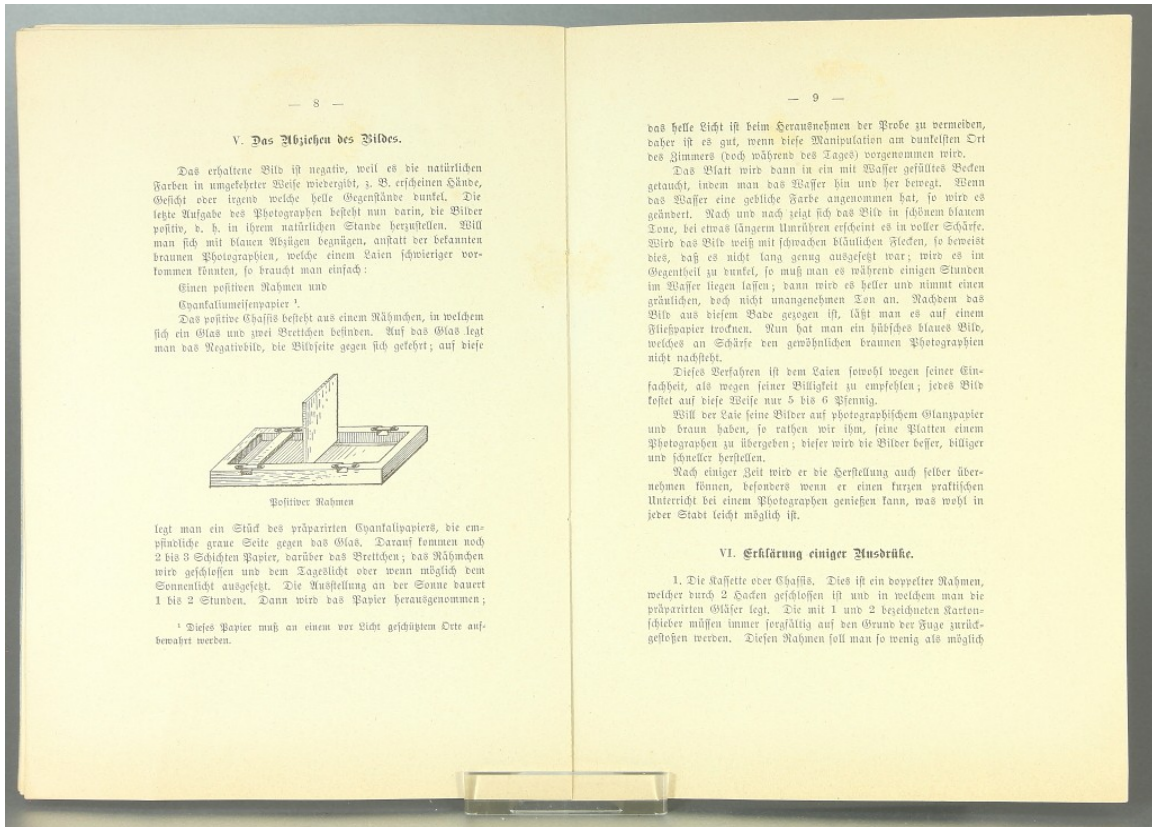 — 8 —
V. Das Abziehen des Bildes.
Das erhaltene Bild ist negativ, weil es die natürlichen
Farben in umgekehrter Weise wiedergibt, z. B. erscheinen Hände,
Gesicht oder irgend welche helle Gegenstände dunkel. Die
letzte Aufgabe des Photographen besteht nun darin, die Bilder
positiv, d. h. in ihrem natürlichen Stande herzustellen. Will
man sich mit blauen Abzügen begnügen, anstatt der bekannten
braunen Photographien, welche einem Laien schwieriger vor-
kommen könnten, so braucht man einfach:
Einen positiven Rahmen und
Cyankaliumeisenpapier ¹.
Das positive Chassis besteht aus einem Rähmchen, in welchem
sich ein Glas und zwei Brettchen befinden. Auf das Glas legt
man das Negativbild, die Bildseite gegen sich gekehrt; auf diese
Positiver Rahmen
legt man ein Stück des präparirten Cyankalipapiers, die em-
pfindliche graue Seite gegen das Glas. Darauf kommen noch
2 bis 3 Schichten Papier, darüber das Brettchen; das Rähmchen
wird geschlossen und dem Tageslicht oder wenn möglich dem
Sonnenlicht ausgesetzt. Die Ausstellung an der Sonne dauert
1 bis 2 Stunden. Dann wird das Papier herausgenommen;
¹ Dieses Papier muß an einem vor Licht geschütztem Orte auf-
bewahrt werden.
— 9 —
das helle Licht ist beim Herausnehmen der Probe zu vermeiden,
daher ist es gut, wenn diese Manipulation am dunkelsten Ort
des Zimmers (doch während des Tages) vorgenommen wird.
Das Blatt wird dann in ein mit Wasser gefülltes Becken
getaucht, indem man das Wasser hin und her bewegt. Wenn
das Wasser eine gebliche Farbe angenommen hat, so wird es
geändert. Nach und nach zeigt sich das Bild in schönem blauem
Tone, bei etwas längerm Umrühren erscheint es in voller Schärfe.
Wird das Bild weiß mit schwachen bläulichen Flecken, so beweist
dies, daß es nicht lang genug ausgesetzt war; wird es im
Gegentheil zu dunkel, so muß man es während einigen Stunden
im Wasser liegen lassen; dann wird es heller und nimmt einen
gräulichen, doch nicht unangenehmen Ton an. Nachdem das
Bild aus diesem Bade gezogen ist, läßt man es auf einem
Fließpapier trocknen. Nun hat man ein hübsches blaues Bild,
welches an Schärfe den gewöhnlichen braunen Photographien
nicht nachsteht.
Dieses Verfahren ist dem Laien sowohl wegen seiner Ein-
fachheit, als wegen seiner Billigkeit zu empfehlen; jedes Bild
kostet auf diese Weise nur 5 bis 6 Pfennig.
Will der Laie seine Bilder auf photographischem Glanzpapier
und braun haben, so rathen wir ihm, seine Platten einem
Photographen zu übergeben; dieser wird die Bilder besser, billiger
und schneller herstellen.
Nach einiger Zeit wird er die Herstellung auch selber über-
nehmen können, besonders wenn er einen kurzen praktischen
Unterricht bei einem Photographen genießen kann, was wohl in
jeder Stadt leicht möglich ist.
VI. Erklärung einiger Ausdrüke.
1. Die Kassette oder Chassis. Dies ist ein doppelter Rahmen,
welcher durch 2 Hacken geschlossen ist und in welchem man die
präparirten Gläser legt. Die mit 1 und 2 bezeichneten Karton-
schieber müssen immer sorgfältig auf den Grund der Fuge zurück-
gestoßen werden. Diesen Rahmen soll man so wenig als möglich